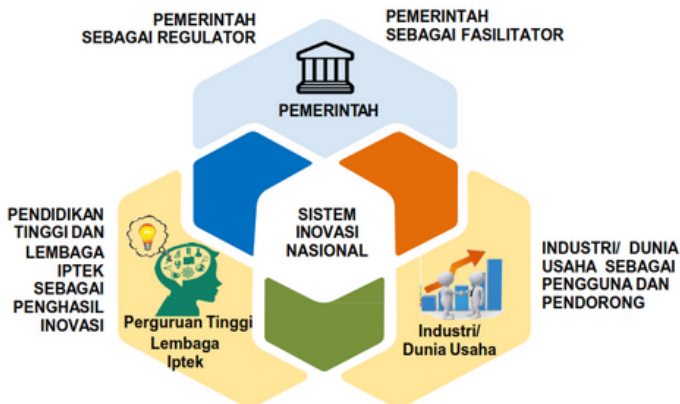 PEMERINTAH
SEBAGAI REGULATOR
PEMERINTAH
SEBAGAI FASILITATOR
PEMERINTAH
PENDIDIKAN
TINGGI DAN
LEMBAGA
IPTEK
SEBAGAI
PENGHASIL
INOVASI
SISTEM
INOVASI
NASIONAL
INDUSTRI/ DUNIA
USAHA SEBAGAI
PENGGUNA DAN
PENDORONG
Perguruan Tinggi
Lembaga
Iptek
Industri/
Dunia Usaha